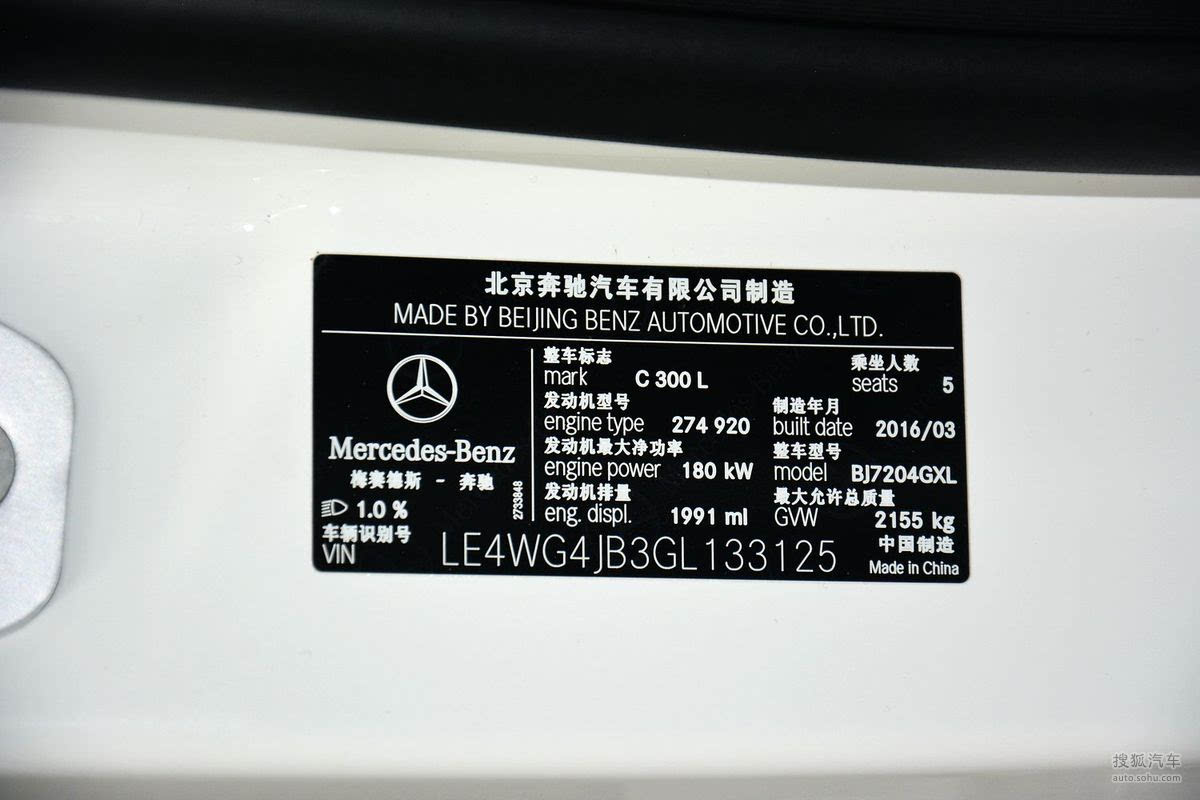 北京奔驰汽车有限公司制造
MADE BY BEIJING BENZ AUTOMOTIVE CO.,LTD.
Mercedes-Benz
梅赛德斯 - 奔驰
1.0 %
2733848
整车标志
mark C 300 L
乘坐人数
seats 5
发动机型号
engine type 274 920
制造年月
built date 2016/03
发动机最大净功率
engine power 180 kW
整车型号
model BJ7204GXL
发动机排量
eng. displ. 1991 ml
最大允许总质量
GVW 2155 kg
车辆识别号
VIN LE4WG4JB3GL133125
中国制造
Made in China
搜狐汽车
auto.sohu.com